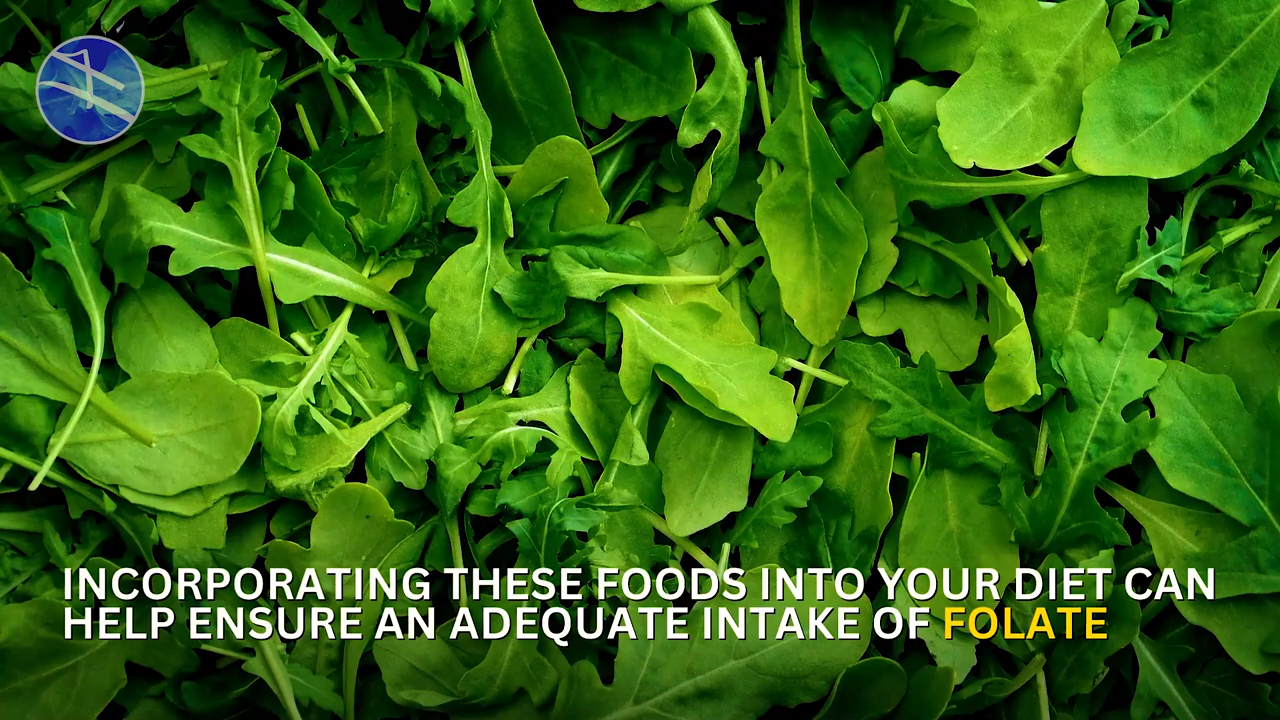 INCORPORATING THESE FOODS INTO YOUR DIET CAN
HELP ENSURE AN ADEQUATE INTAKE OF FOLATE